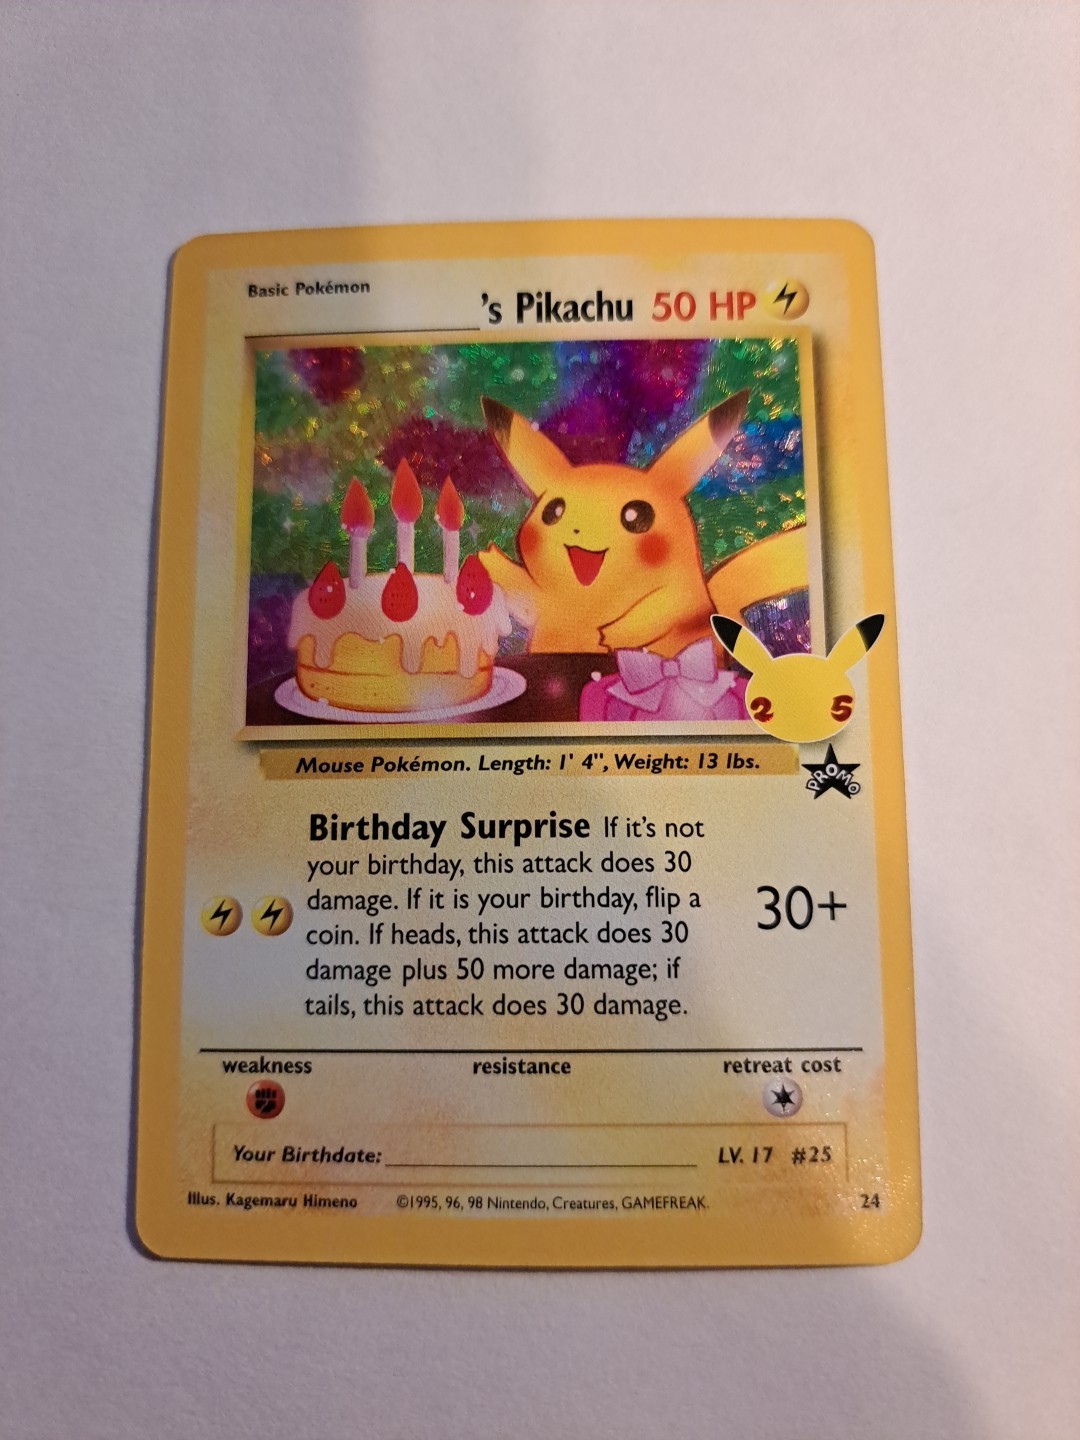 Basic Pokémon
's Pikachu 50 HP
25
Mouse Pokémon. Length: 1' 4", Weight: 13 lbs.
PROMO
Birthday Surprise If it's not
your birthday, this attack does 30
damage. If it is your birthday, flip a
coin. If heads, this attack does 30
damage plus 50 more damage; if
tails, this attack does 30 damage.
30+
weakness resistance retreat cost
Your Birthdate: LV. 17 #25
Illus. Kagemaru Himeno ©1995, 96, 98 Nintendo, Creatures, GAMEFREAK. 24